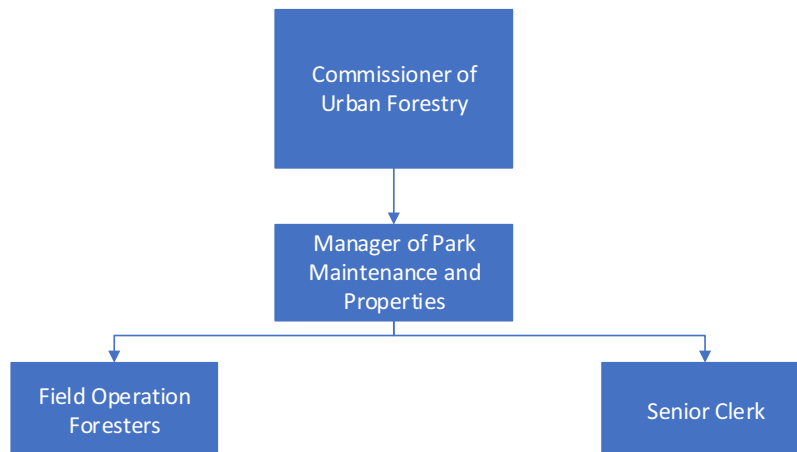 Commissioner of
Urban Forestry
Manager of Park
Maintenance and
Properties
Field Operation
Foresters
Senior Clerk